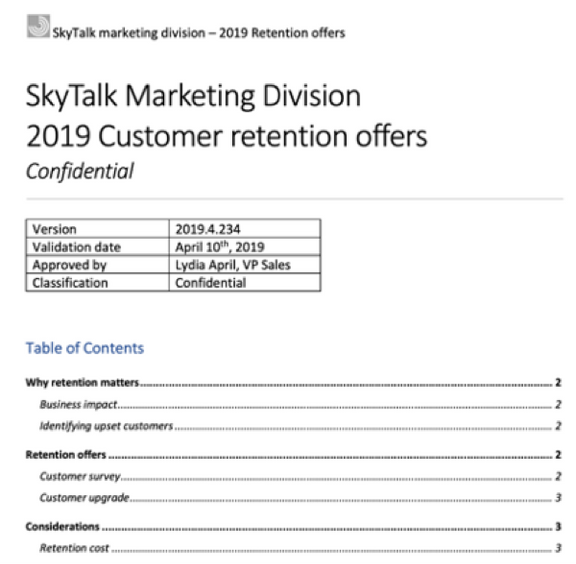 SkyTalk marketing division – 2019 Retention offers
SkyTalk Marketing Division
2019 Customer retention offers
Confidential
Version 2019.4.234
Validation date April 10th, 2019
Approved by Lydia April, VP Sales
Classification Confidential
Table of Contents
Why retention matters 2
Business impact 2
Identifying upset customers 2
Retention offers 2
Customer survey 2
Customer upgrade 3
Considerations 3
Retention cost 3